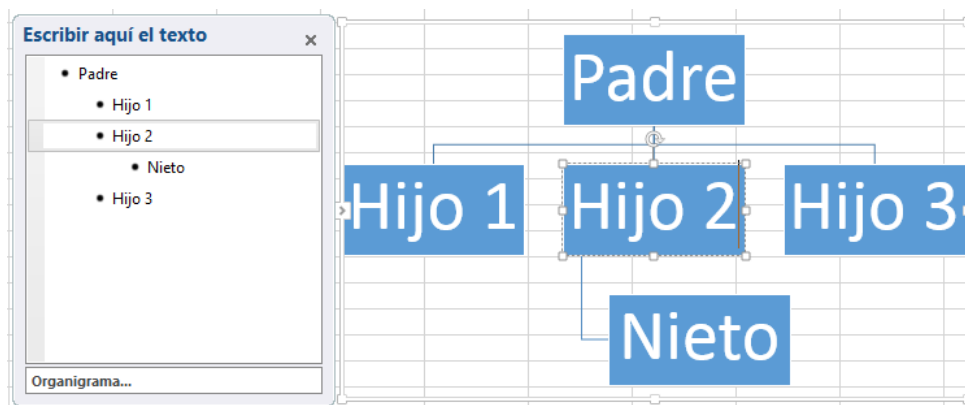 Escribir aquí el texto
Padre
Hijo 1
Hijo 2
Nieto
Hijo 3
Organigrama...
Padre
Hijo 1
Hijo 2
Hijo 3
Nieto